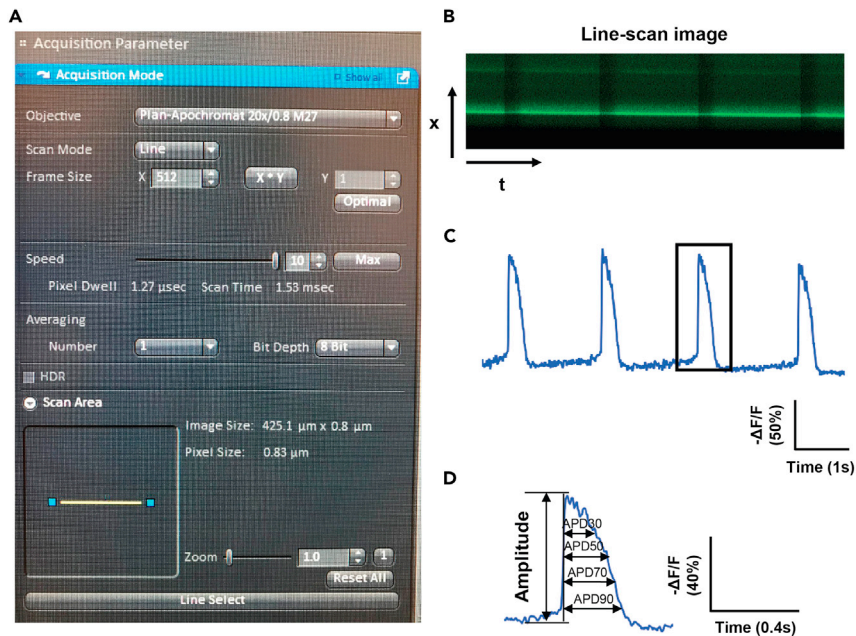 A
Acquisition Parameter
Acquisition Mode
Show all
Objective
Plan-Apochromat 20x/0.8 M27
Scan Mode
Line
Frame Size X 512 X * Y Y 1
Optimal
Speed 10 Max
Pixel Dwell 1.27 µsec Scan Time 1.53 msec
Averaging
Number 1 Bit Depth 8 Bit
HDR
Scan Area
Image Size: 425.1 µm x 0.8 µm
Pixel Size: 0.83 µm
Zoom 1.0 1
Reset All
Line Select
B
Line-scan image
x
t
C
-ΔF/F
(50%)
Time (1s)
D
Amplitude
APD30
APD50
APD70
APD90
-ΔF/F
(40%)
Time (0.4s)